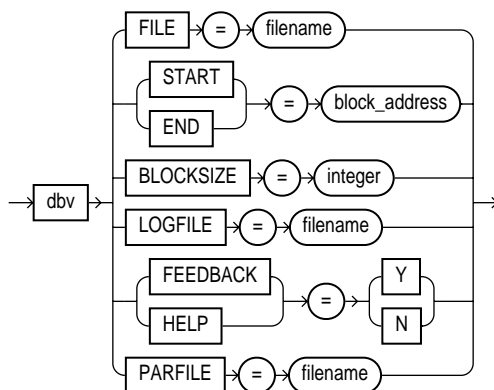 FILE = filename
START
END
= block_address
BLOCKSIZE = integer
dbv
LOGFILE = filename
FEEDBACK
HELP
=
Y
N
PARFILE = filename